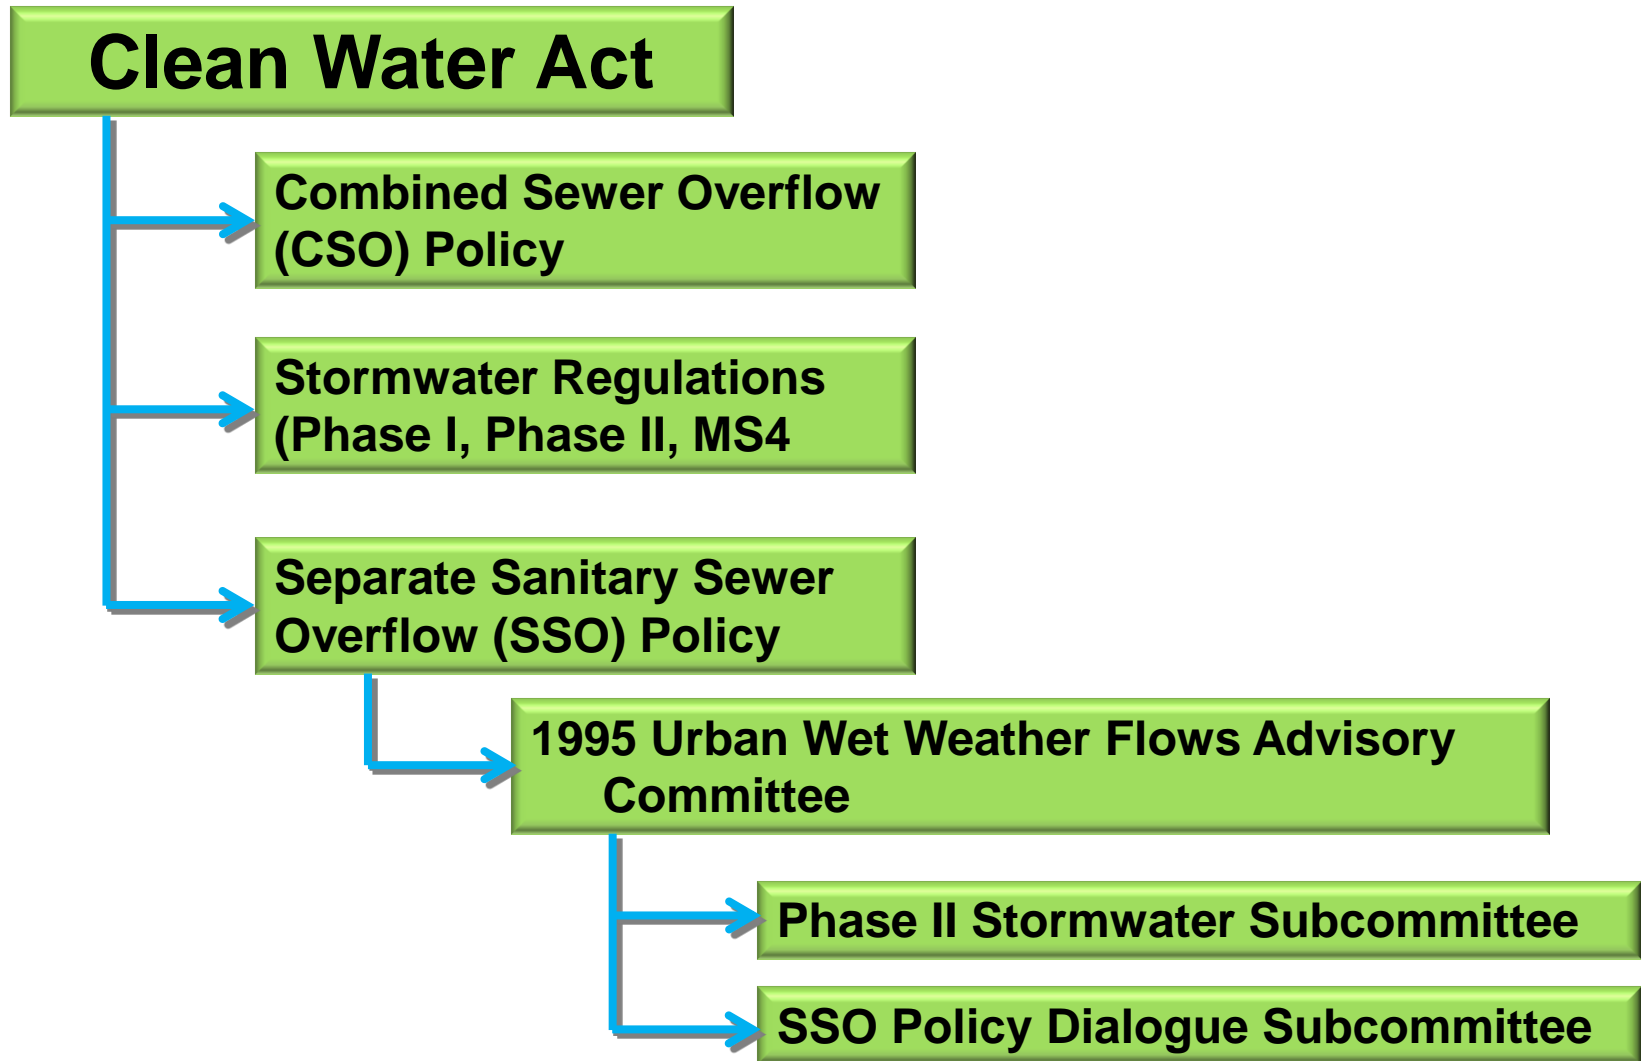 Clean Water Act
Combined Sewer Overflow
(CSO) Policy
Stormwater Regulations
(Phase I, Phase II, MS4
Separate Sanitary Sewer
Overflow (SSO) Policy
1995 Urban Wet Weather Flows Advisory
Committee
Phase II Stormwater Subcommittee
SSO Policy Dialogue Subcommittee